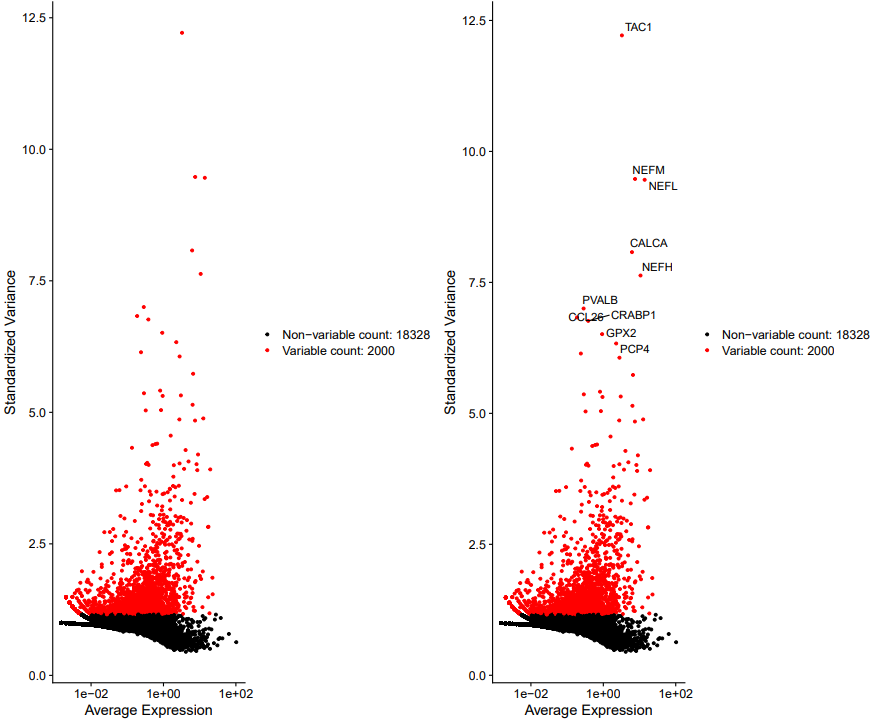 12.5
10.0
7.5
5.0
2.5
0.0
Standardized Variance
1e−02 1e+00 1e+02
Average Expression
Non−variable count: 18328
Variable count: 2000
12.5
10.0
7.5
5.0
2.5
0.0
Standardized Variance
TAC1
NEFM
NEFL
CALCA
NEFH
PVALB
CCL26
CRABP1
GPX2
PCP4
1e−02 1e+00 1e+02
Average Expression
Non−variable count: 18328
Variable count: 2000